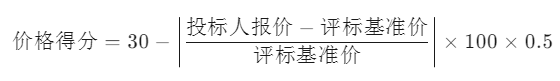 价格得分 = 30 − | (投标人报价 − 评标基准价) / 评标基准价 | × 100 × 0.5